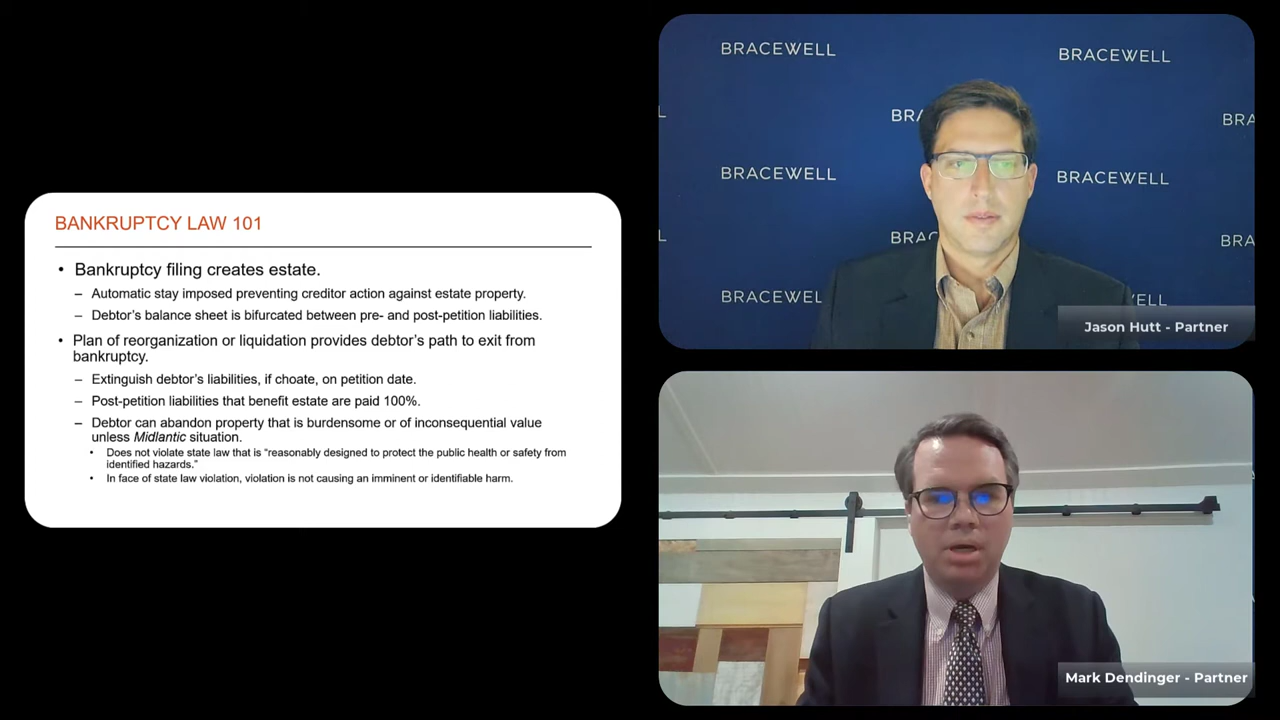 BANKRUPTCY LAW 101
• Bankruptcy filing creates estate.
– Automatic stay imposed preventing creditor action against estate property.
– Debtor's balance sheet is bifurcated between pre- and post-petition liabilities.
• Plan of reorganization or liquidation provides debtor's path to exit from
bankruptcy.
– Extinguish debtor's liabilities, if choate, on petition date.
– Post-petition liabilities that benefit estate are paid 100%.
– Debtor can abandon property that is burdensome or of inconsequential value
unless Midlantic situation.
• Does not violate state law that is “reasonably designed to protect the public health or safety from
identified hazards.”
• In face of state law violation, violation is not causing an imminent or identifiable harm.
BRACEWELL BRACEWELL
L BRA BRA
BRACEWELL BRACEWELL
L BRAC BRA
BRACEWEL ELL
Jason Hutt - Partner
Mark Dendinger - Partner